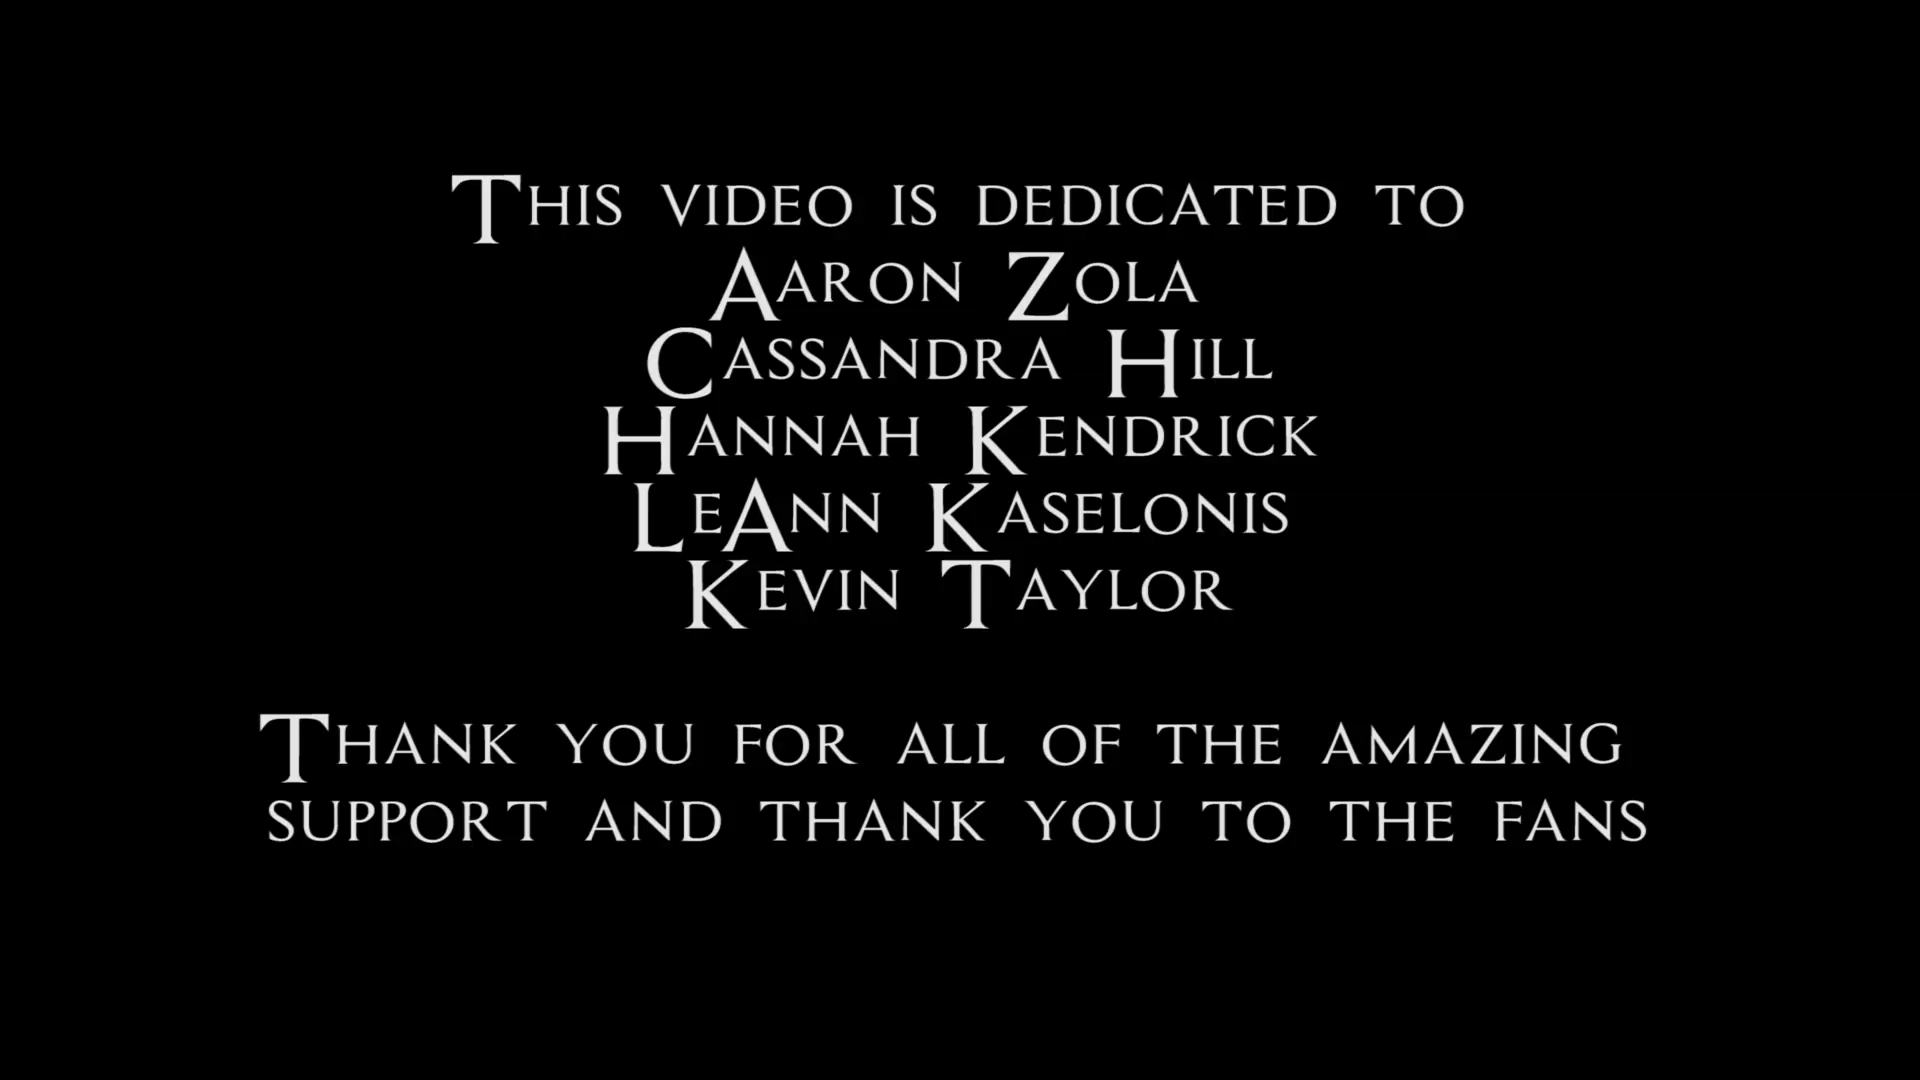 This video is dedicated to
Aaron Zola
Cassandra Hill
Hannah Kendrick
LeAnn Kaselonis
Kevin Taylor
Thank you for all of the amazing
support and thank you to the fans